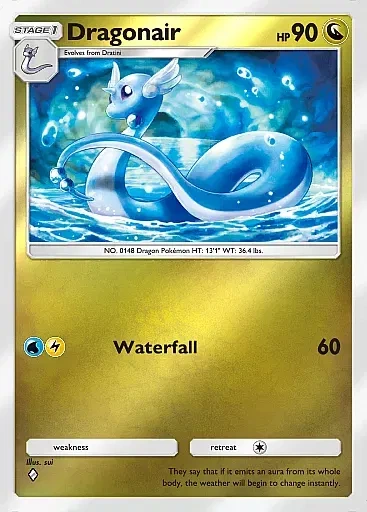 STAGE 1 Dragonair HP 90
Evolves from Dratini
NO. 0148 Dragon Pokémon HT: 13'1" WT: 36.4 lbs.
Waterfall 60
weakness retreat
Illus. sui
They say that if it emits an aura from its whole
body, the weather will begin to change instantly.